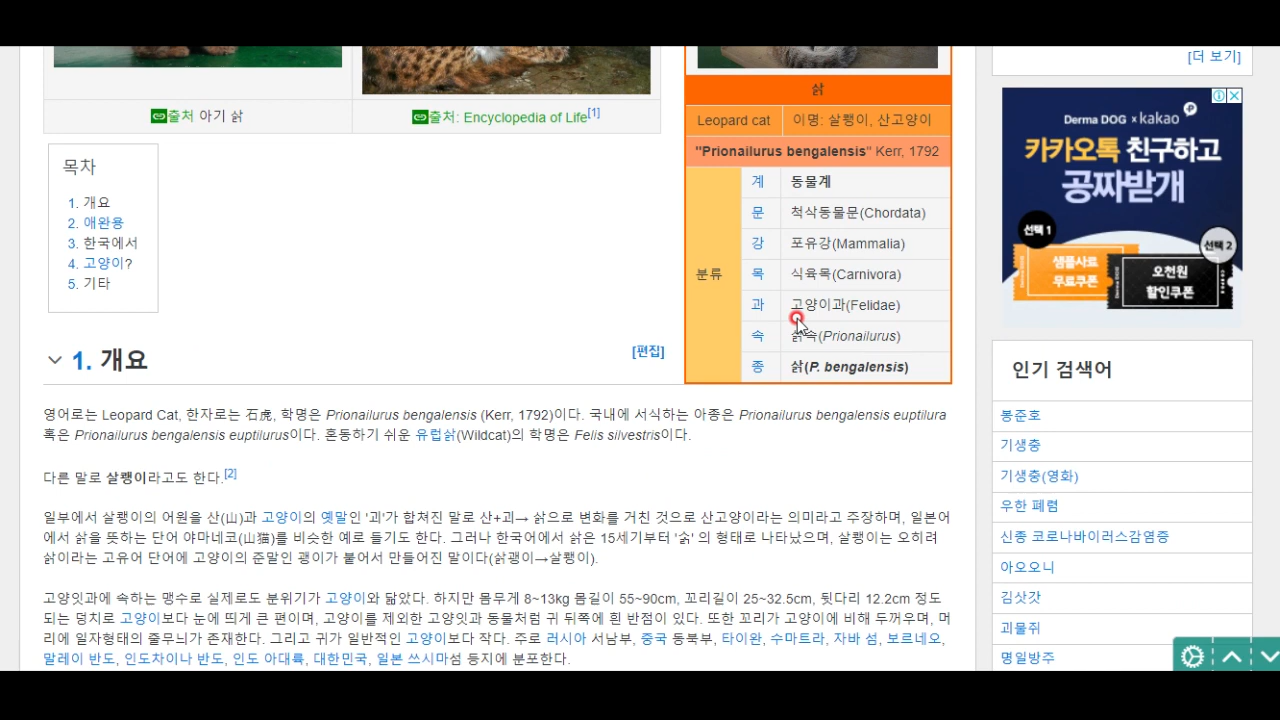 출처 아기 삵
출처: Encyclopedia of Life[1]
목차
1. 개요
2. 애완용
3. 한국에서
4. 고양이?
5. 기타
삵
Leopard cat 이명: 살쾡이, 산고양이
"Prionailurus bengalensis" Kerr, 1792
분류
계 동물계
문 척삭동물문(Chordata)
강 포유강(Mammalia)
목 식육목(Carnivora)
과 고양이과(Felidae)
속 삵속(Prionailurus)
종 삵(P. bengalensis)
1. 개요
[편집]
영어로는 Leopard Cat, 한자로는 石虎, 학명은 Prionailurus bengalensis (Kerr, 1792)이다. 국내에 서식하는 아종은 Prionailurus bengalensis euptilura
혹은 Prionailurus bengalensis euptilurus이다. 혼동하기 쉬운 유럽삵(Wildcat)의 학명은 Felis silvestris이다.
다른 말로 살쾡이라고도 한다.[2]
일부에서 살쾡이의 어원을 산(山)과 고양이의 옛말인 '괴'가 합쳐진 말로 산+괴→ 삵으로 변화를 거친 것으로 산고양이라는 의미라고 주장하며, 일본어
에서 삵을 뜻하는 단어 야마네코(山猫)를 비슷한 예로 들기도 한다. 그러나 한국어에서 삵은 15세기부터 '' 의 형태로 나타났으며, 살쾡이는 오히려
삵이라는 고유어 단어에 고양이의 준말인 괭이가 붙어서 만들어진 말이다(삵괭이→살쾡이).
고양잇과에 속하는 맹수로 실제로도 분위기가 고양이와 닮았다. 하지만 몸무게 8~13kg 몸길이 55~90cm, 꼬리길이 25~32.5cm, 뒷다리 12.2cm 정도
되는 덩치로 고양이보다 눈에 띄게 큰 편이며, 고양이를 제외한 고양잇과 동물처럼 귀 뒤쪽에 흰 반점이 있다. 또한 꼬리가 고양이에 비해 두꺼우며, 머
리에 일자형태의 줄무늬가 존재한다. 그리고 귀가 일반적인 고양이보다 작다. 주로 러시아 서남부, 중국 동북부, 타이완, 수마트라, 자바 섬, 보르네오,
말레이 반도, 인도차이나 반도, 인도 아대륙, 대한민국, 일본 쓰시마섬 등지에 분포한다.
[더 보기]
Derma DOG × kakao
카카오톡 친구하고
공짜받개
선택 1
샘플사료
무료쿠폰
선택 2
오천원
할인쿠폰
인기 검색어
봉준호
기생충
기생충(영화)
우한 폐렴
신종 코로나바이러스감염증
아오오니
김삿갓
괴물쥐
명일방주